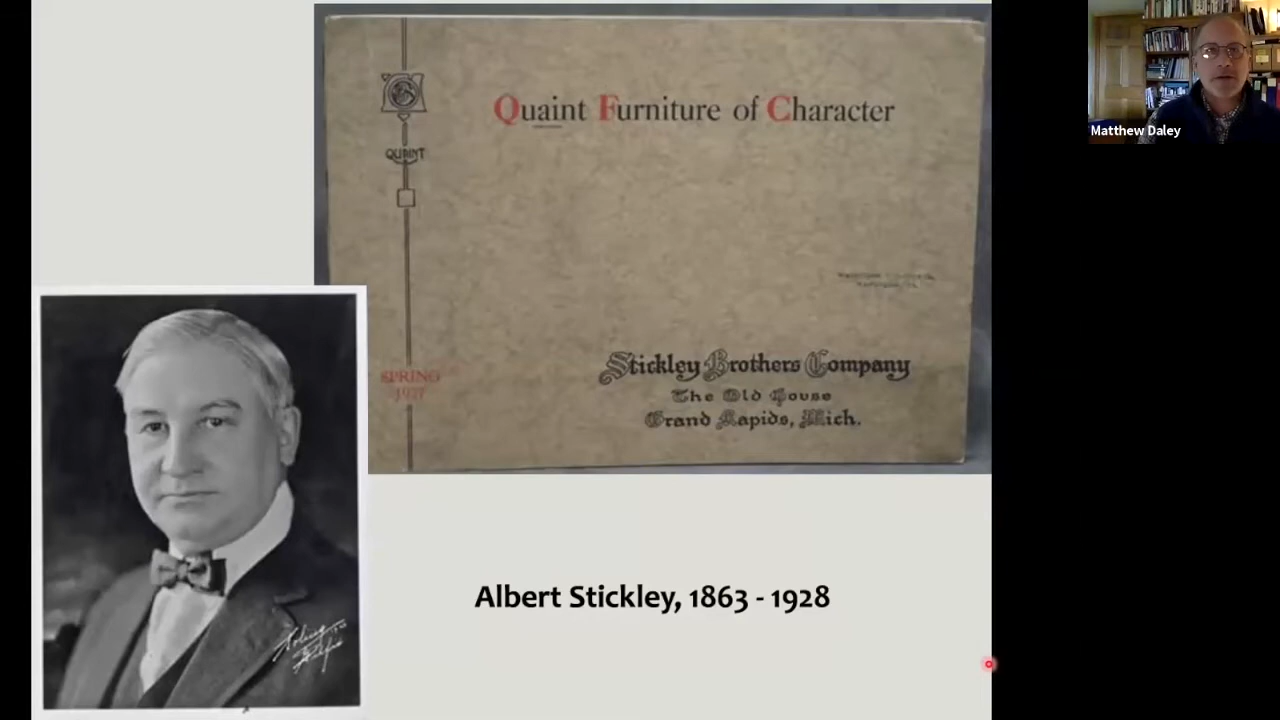 Quaint Furniture of Character
QUAINT
SPRING
1927
Stickley Brothers Company
The Old House
Grand Rapids, Mich.
Albert Stickley, 1863 - 1928
Matthew Daley